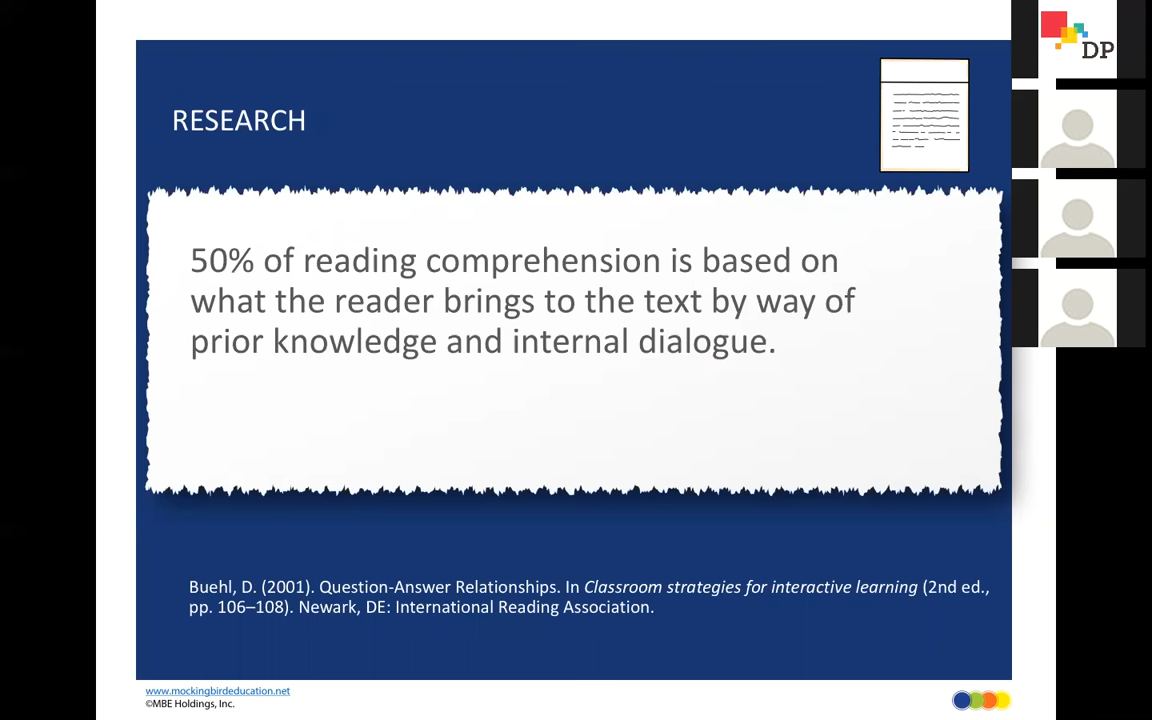 DP
RESEARCH
50% of reading comprehension is based on
what the reader brings to the text by way of
prior knowledge and internal dialogue.
Buehl, D. (2001). Question-Answer Relationships. In Classroom strategies for interactive learning (2nd ed.,
pp. 106–108). Newark, DE: International Reading Association.
www.mockingbirdeducation.net
©MBE Holdings, Inc.